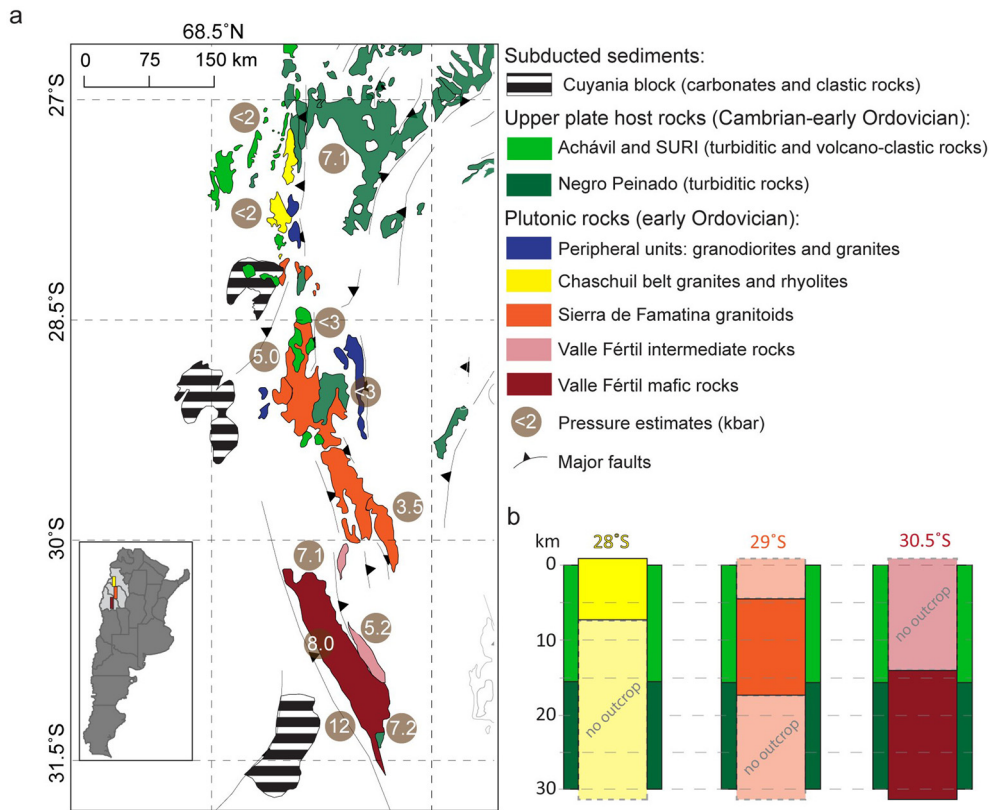 a
68.5˚N
0 75 150 km
27˚S
28.5˚S
30˚S
31.5˚S
<2
7.1
<2
<3
5.0
<3
3.5
7.1
5.2
8.0
12
7.2
Subducted sediments:
Cuyania block (carbonates and clastic rocks)
Upper plate host rocks (Cambrian-early Ordovician):
Achávil and SURI (turbiditic and volcano-clastic rocks)
Negro Peinado (turbiditic rocks)
Plutonic rocks (early Ordovician):
Peripheral units: granodiorites and granites
Chaschuil belt granites and rhyolites
Sierra de Famatina granitoids
Valle Fértil intermediate rocks
Valle Fértil mafic rocks
<2 Pressure estimates (kbar)
Major faults
b
km 28˚S 29˚S 30.5˚S
0
10
20
30
no outcrop
no outcrop
no outcrop